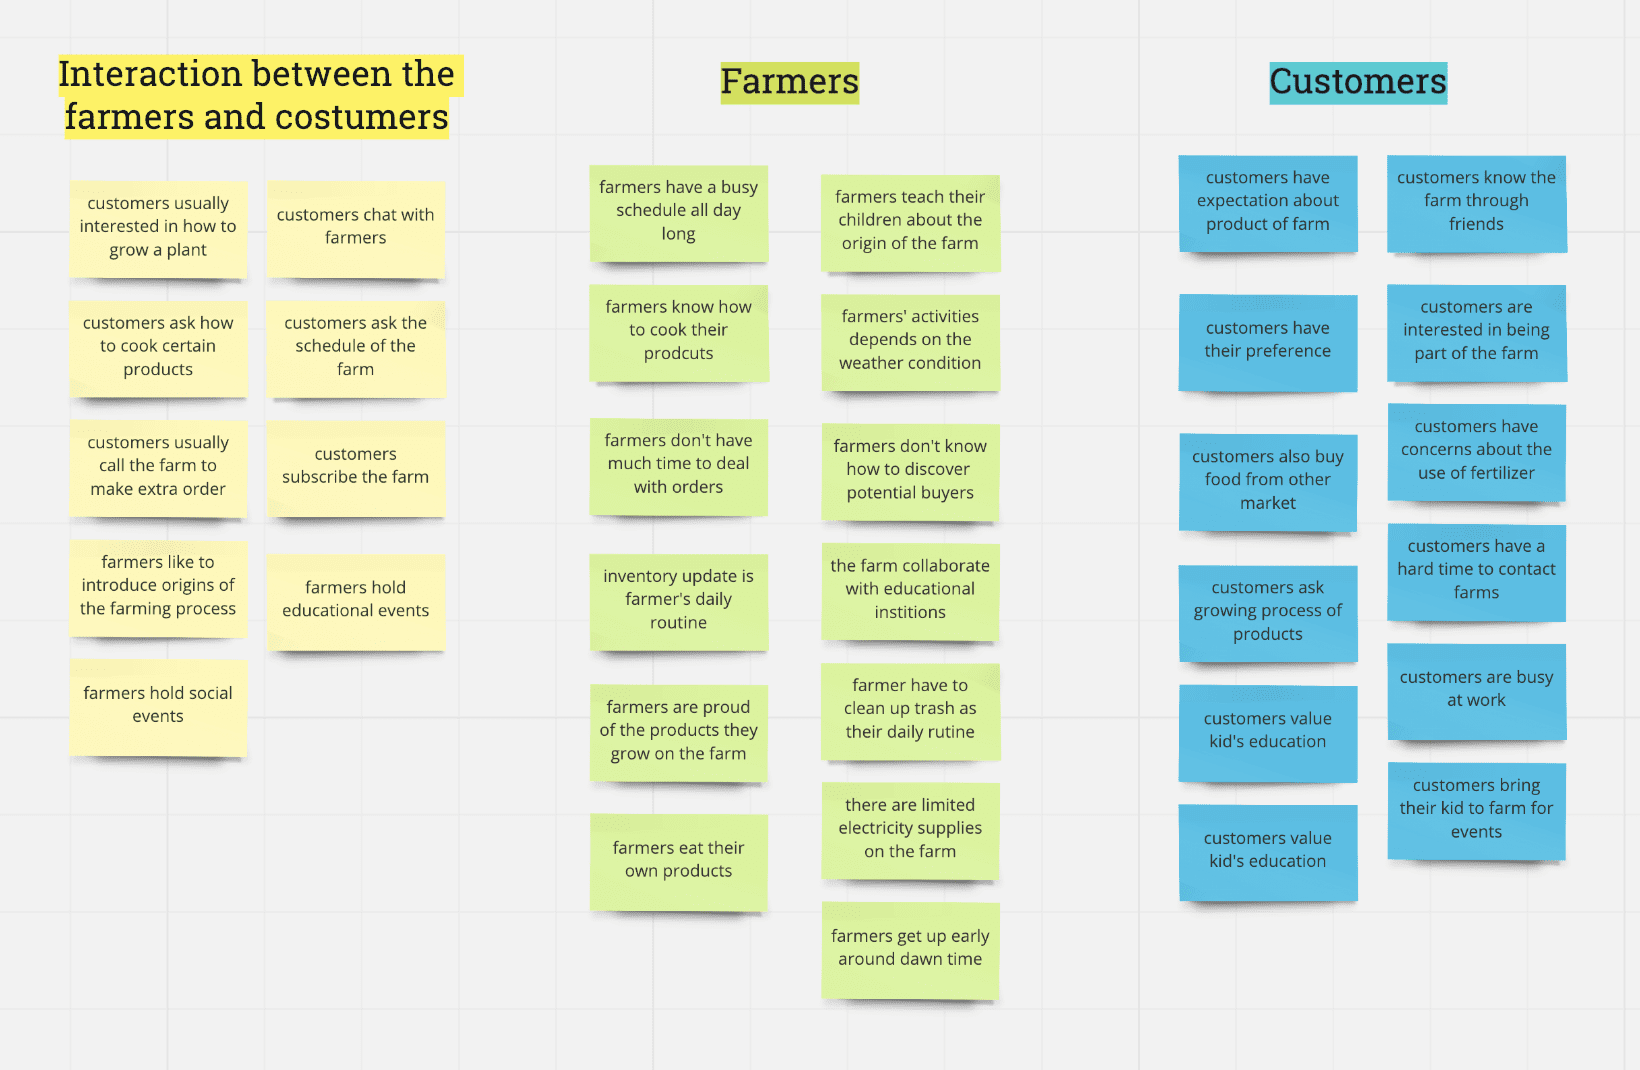 Interaction between the
farmers and costumers
customers usually
interested in how to
grow a plant
customers chat with
farmers
customers ask how
to cook certain
products
customers ask the
schedule of the
farm
customers usually
call the farm to
make extra order
customers
subscribe the farm
farmers like to
introduce origins of
the farming process
farmers hold
educational events
farmers hold social
events
Farmers
farmers have a busy
schedule all day
long
farmers teach their
children about the
origin of the farm
farmers know how
to cook their
prodcuts
farmers' activities
depends on the
weather condition
farmers don't have
much time to deal
with orders
farmers don't know
how to discover
potential buyers
inventory update is
farmer's daily
routine
the farm collaborate
with educational
institions
farmers are proud
of the products they
grow on the farm
farmer have to
clean up trash as
their daily rutine
farmers eat their
own products
there are limited
electricity supplies
on the farm
farmers get up early
around dawn time
Customers
customers have
expectation about
product of farm
customers know the
farm through
friends
customers have
their preference
customers are
interested in being
part of the farm
customers also buy
food from other
market
customers have
concerns about the
use of fertilizer
customers ask
growing process of
products
customers have a
hard time to contact
farms
customers value
kid's education
customers are busy
at work
customers value
kid's education
customers bring
their kid to farm for
events